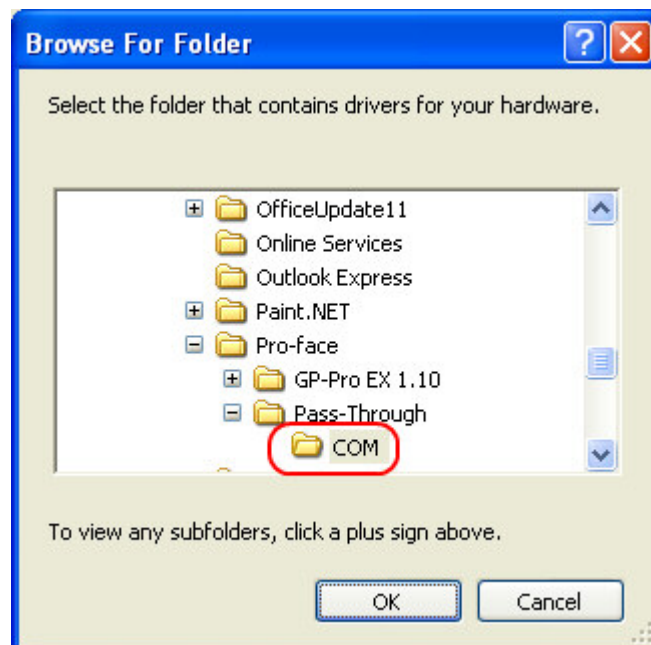 Browse For Folder
Select the folder that contains drivers for your hardware.
OfficeUpdate11
Online Services
Outlook Express
Paint.NET
Pro-face
GP-Pro EX 1.10
Pass-Through
COM
To view any subfolders, click a plus sign above.
OK Cancel